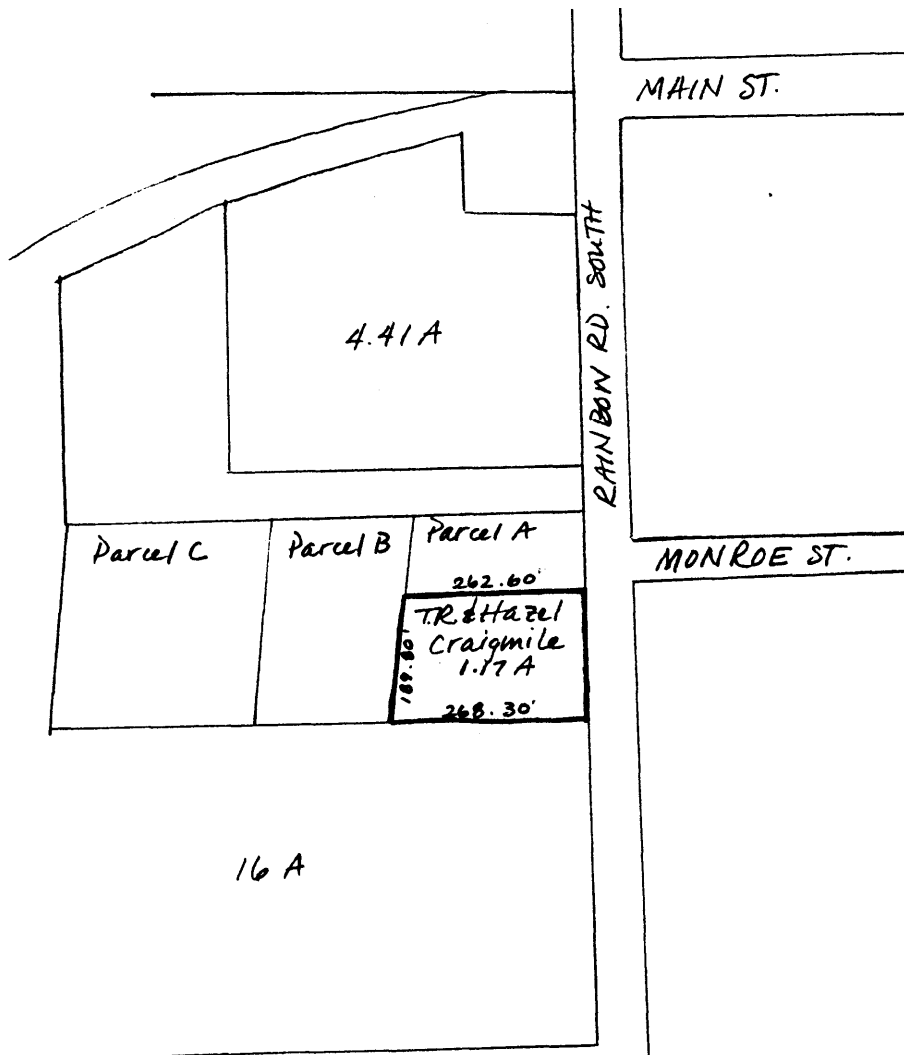 MAIN ST.
RAINBOW RD. SOUTH
4.41 A
Parcel C
Parcel B
Parcel A
MONROE ST.
262.60'
T.R. & Hazel
Craigmile
1.17 A
189.80'
268.30'
16 A